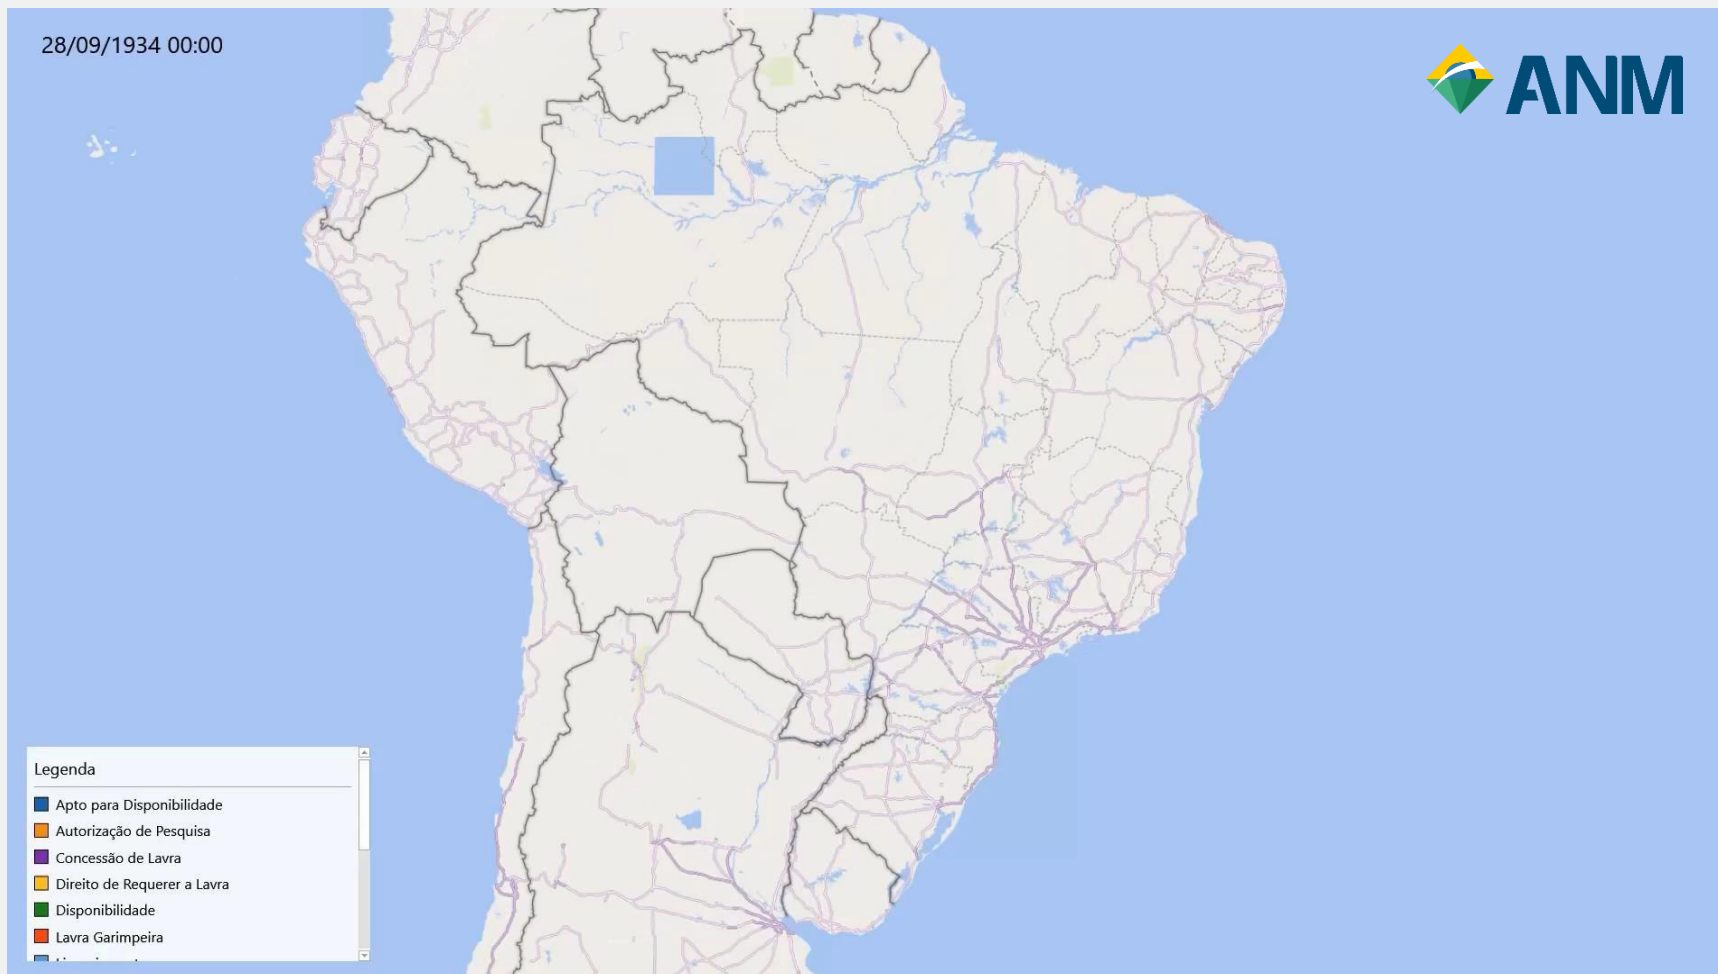 28/09/1934 00:00
ANM
Legenda
Apto para Disponibilidade
Autorização de Pesquisa
Concessão de Lavra
Direito de Requerer a Lavra
Disponibilidade
Lavra Garimpeira